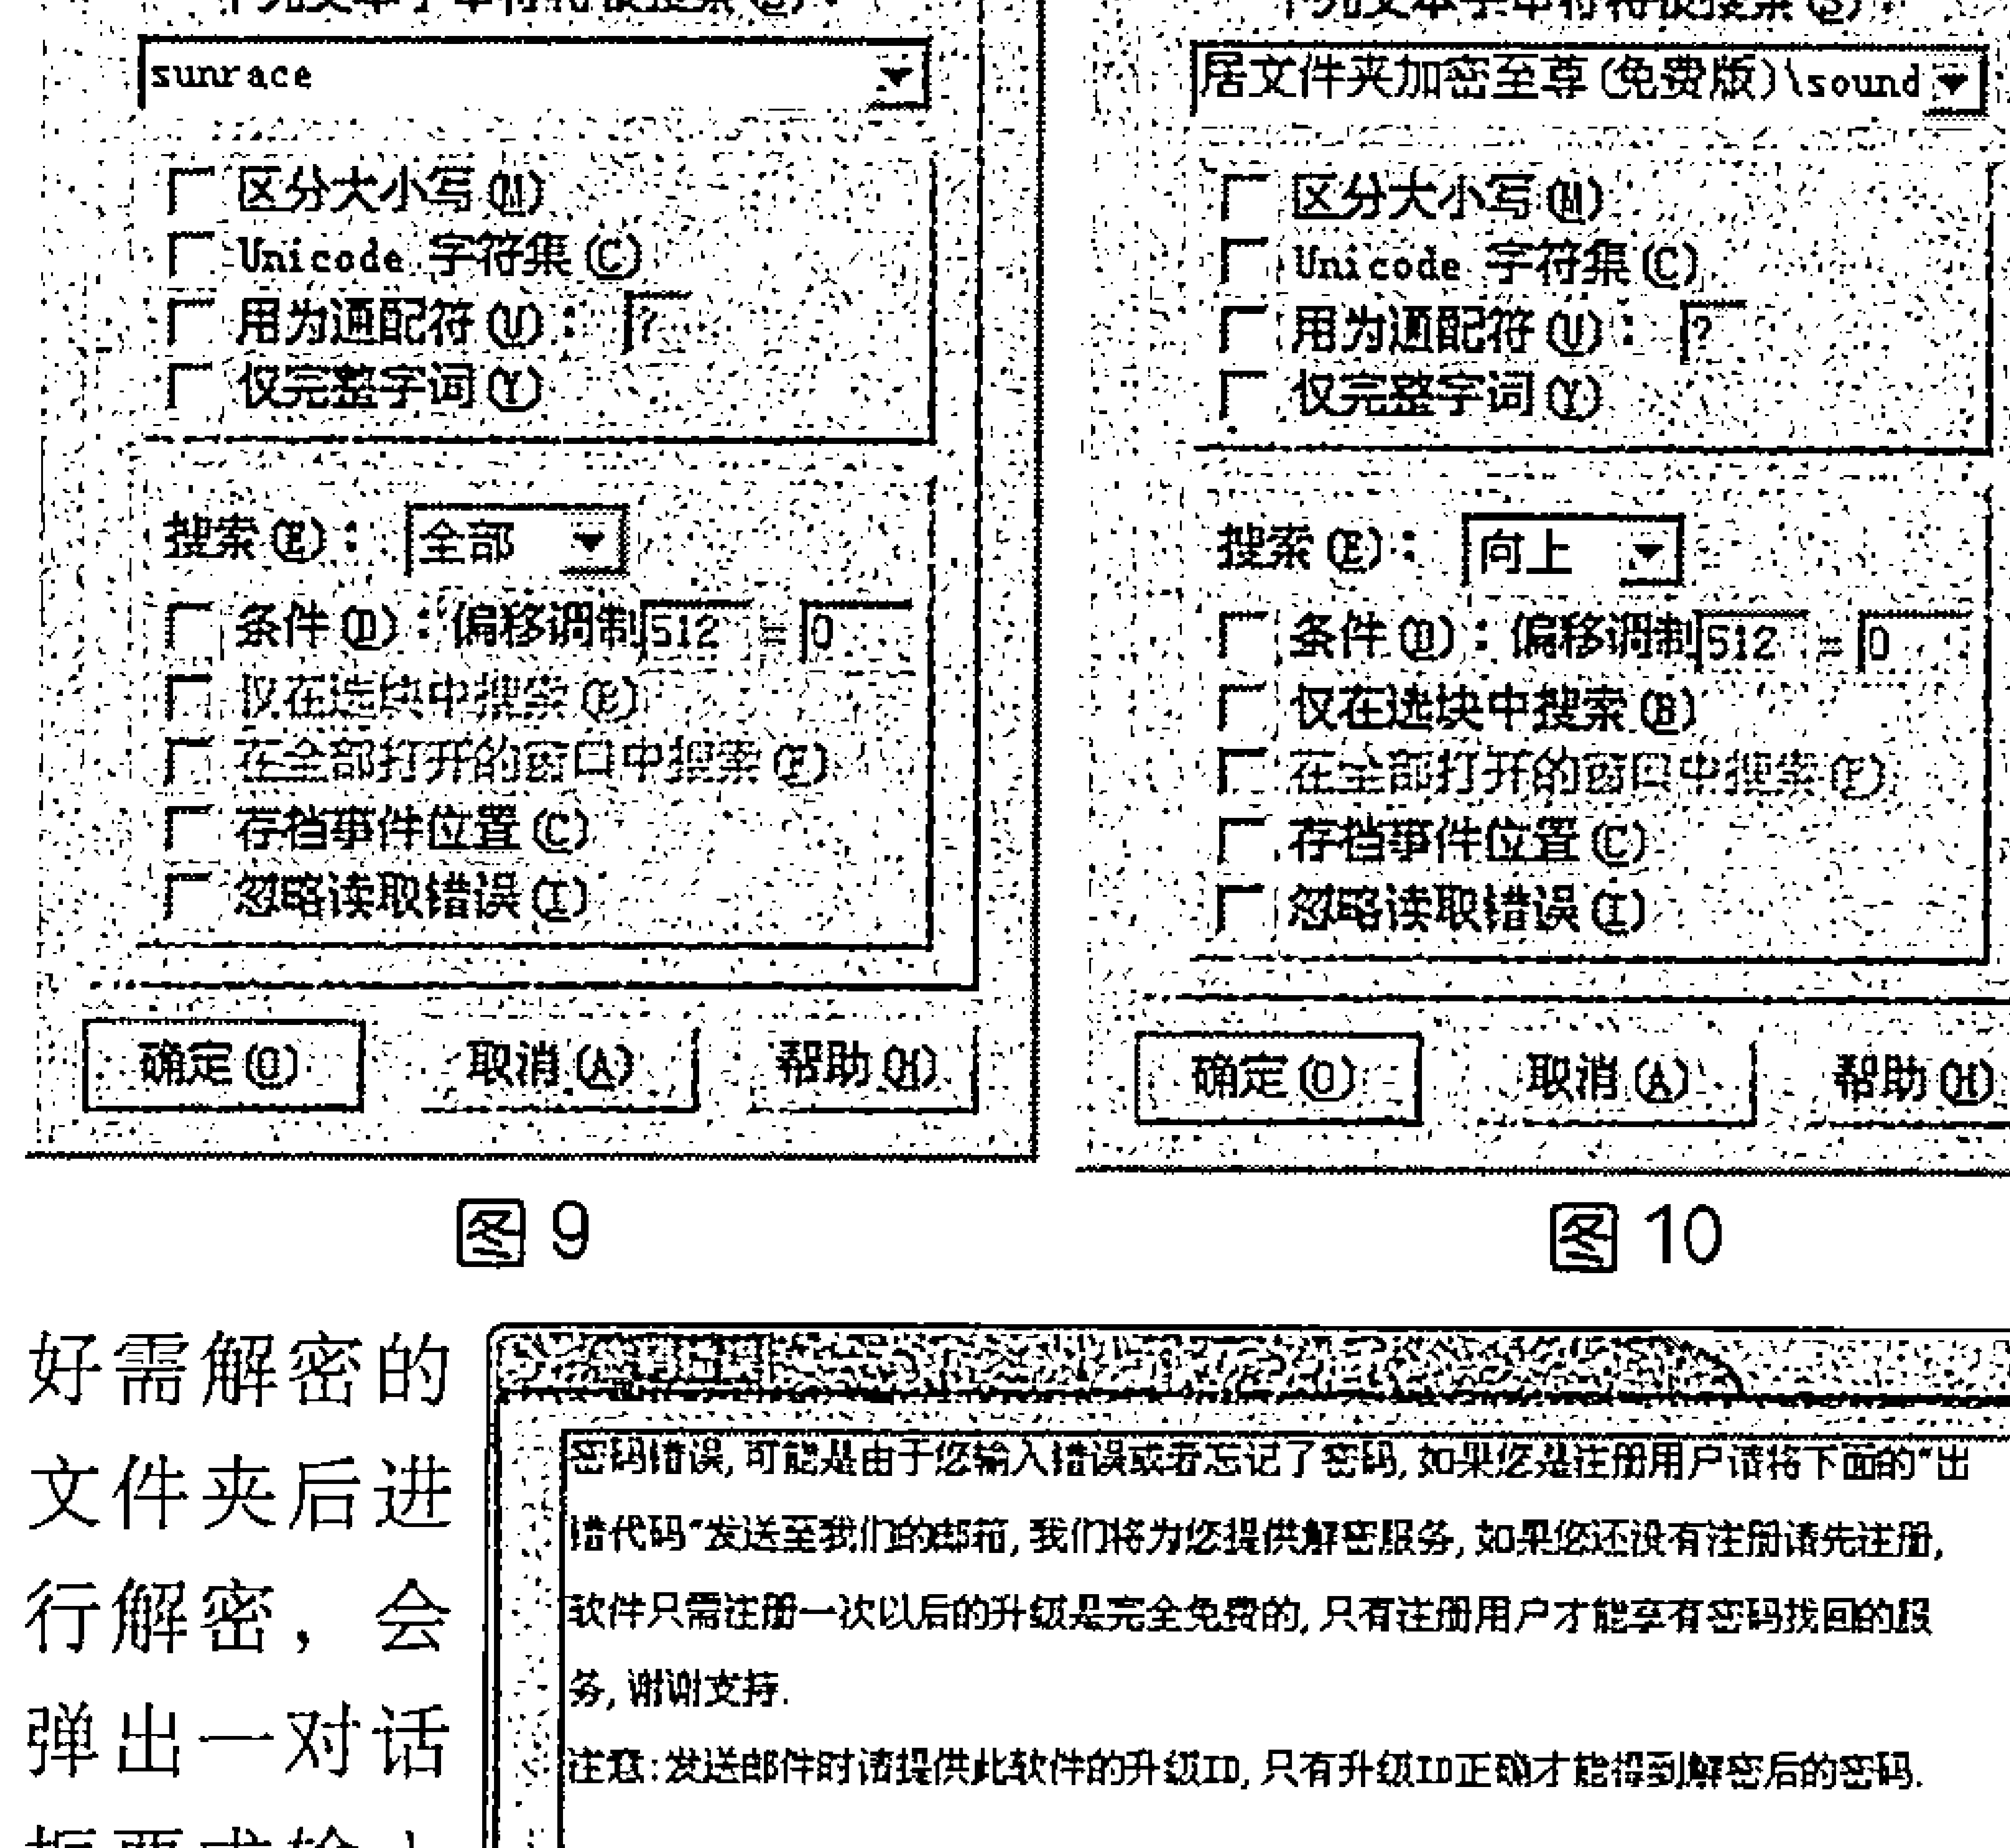 sunrace
区分大小写(M)
Unicode 字符集(C)
用为通配符(U): ?
仅完整字词(Y)
搜索(E): 全部
条件(D): 偏移调制 512 = 0
仅在选块中搜索(B)
在全部打开的窗口中搜索(F)
存档事件位置(C)
忽略读取错误(I)
确定(O) 取消(A) 帮助(H)
图 9
居文件夹加密至尊(免费版)\sound
区分大小写(M)
Unicode 字符集(C)
用为通配符(U): ?
仅完整字词(Y)
搜索(E): 向上
条件(D): 偏移调制 512 = 0
仅在选块中搜索(B)
在全部打开的窗口中搜索(F)
存档事件位置(C)
忽略读取错误(I)
确定(O) 取消(A) 帮助(H)
图 10
好需解密的
文件夹后进
行解密，会
弹出一对话
密码错误,可能是由于您输入错误或者忘记了密码,如果您是注册用户请将下面的"出
错代码"发送至我们的邮箱,我们将为您提供解密服务,如果您还没有注册请先注册,
软件只需注册一次以后的升级是完全免费的,只有注册用户才能享有密码找回的服
务,谢谢支持.
注意:发送邮件时请提供此软件的升级ID,只有升级ID正确才能得到解密后的密码.